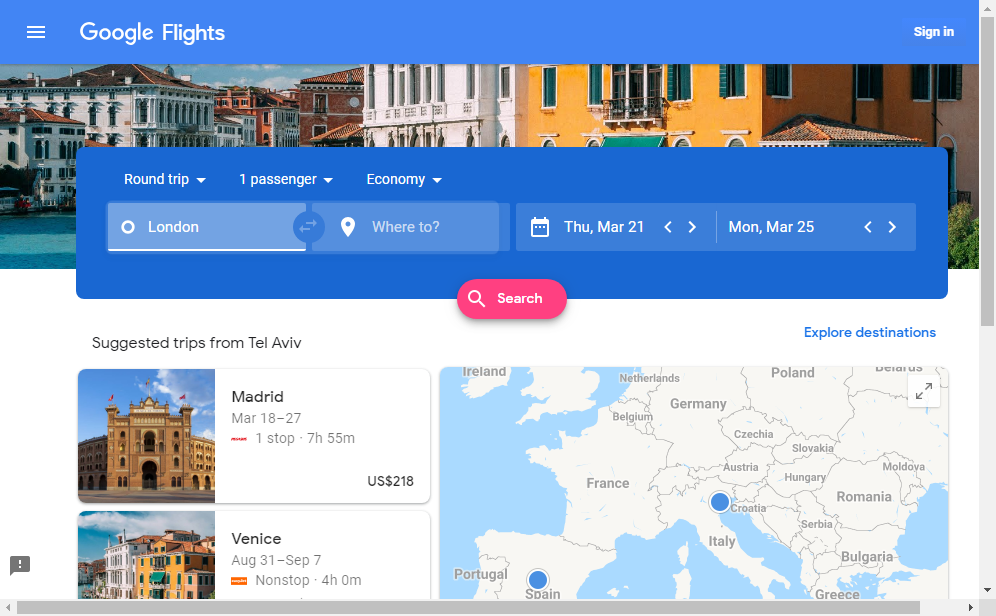 Google Flights
Sign in
Round trip
1 passenger
Economy
London
Where to?
Thu, Mar 21
Mon, Mar 25
Search
Explore destinations
Suggested trips from Tel Aviv
Madrid
Mar 18–27
1 stop · 7h 55m
US$218
Venice
Aug 31–Sep 7
Nonstop · 4h 0m
Ireland
Netherlands
Poland
Belarus
Belgium
Germany
Czechia
Slovakia
Moldova
France
Austria
Hungary
Romania
Croatia
Serbia
Italy
Bulgaria
Portugal
Spain
Greece